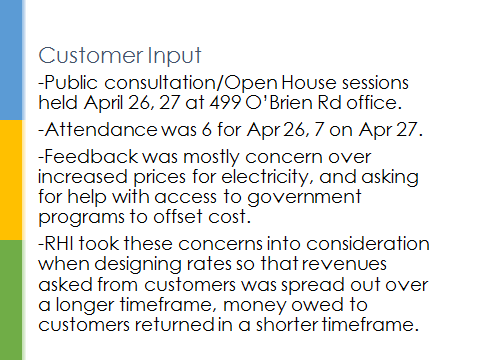 Customer Input
-Public consultation/Open House sessions
held April 26, 27 at 499 O’Brien Rd office.
-Attendance was 6 for Apr 26, 7 on Apr 27.
-Feedback was mostly concern over
increased prices for electricity, and asking
for help with access to government
programs to offset cost.
-RHI took these concerns into consideration
when designing rates so that revenues
asked from customers was spread out over
a longer timeframe, money owed to
customers returned in a shorter timeframe.